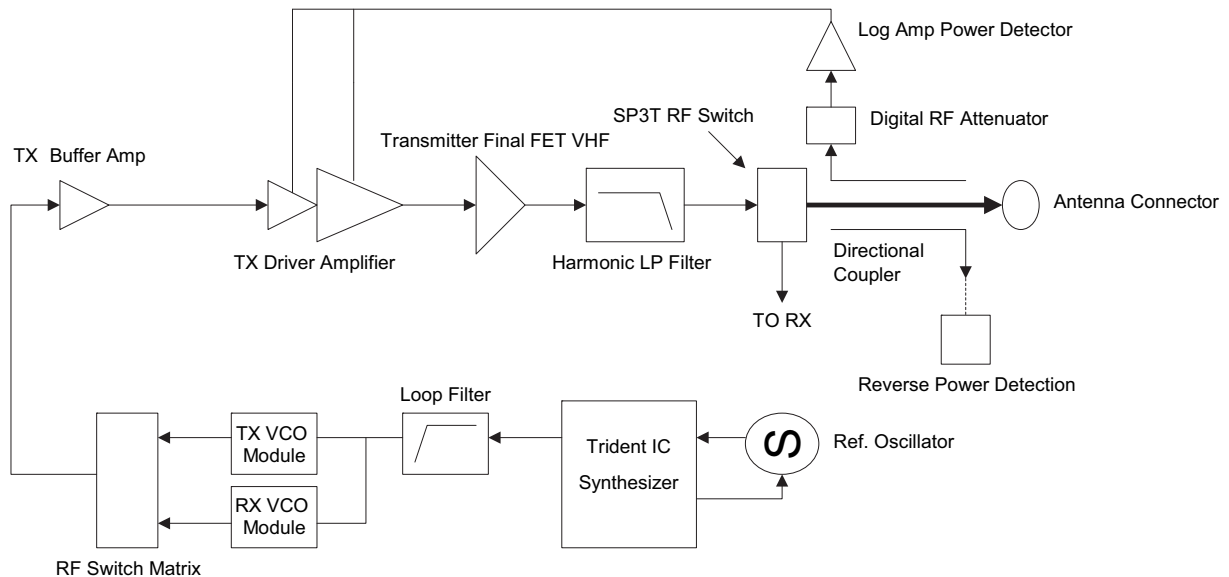 Log Amp Power Detector
SP3T RF Switch
Digital RF Attenuator
Transmitter Final FET VHF
TX Buffer Amp
Antenna Connector
TX Driver Amplifier
Harmonic LP Filter
Directional
Coupler
TO RX
Reverse Power Detection
Loop Filter
TX VCO
Module
Trident IC
Synthesizer
S
Ref. Oscillator
RX VCO
Module
RF Switch Matrix